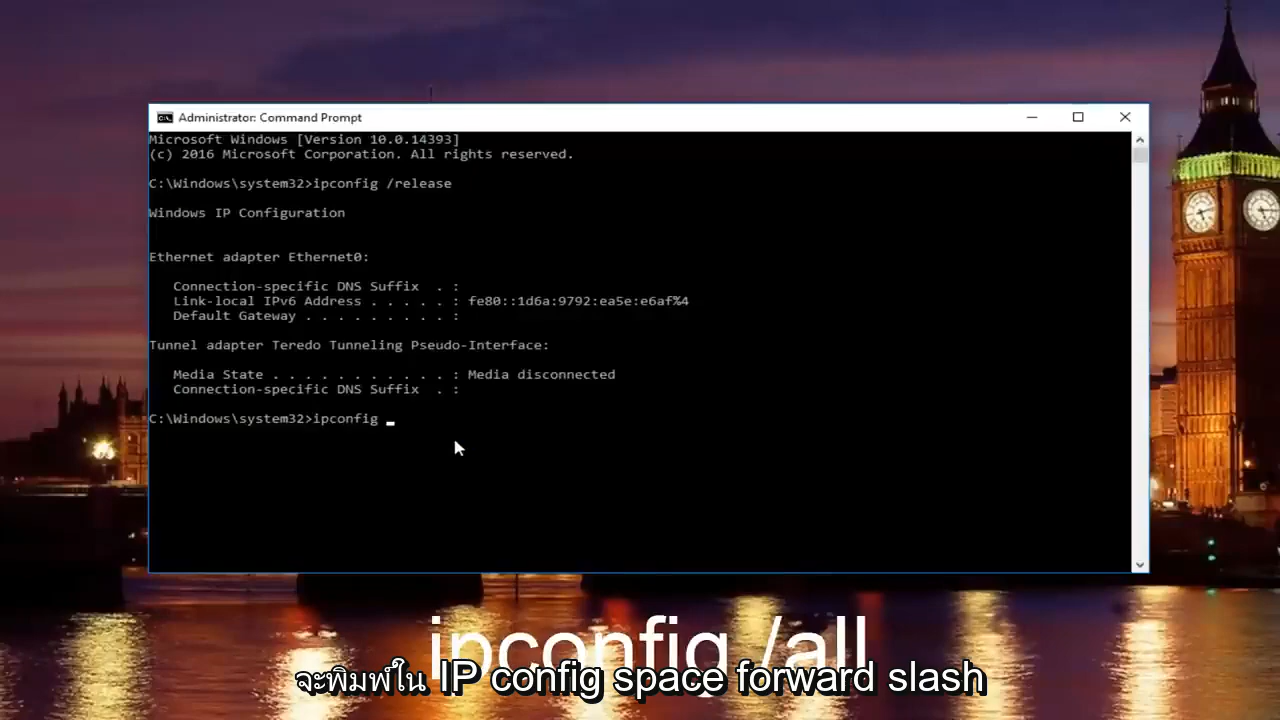 Administrator: Command Prompt
Microsoft Windows [Version 10.0.14393]
(c) 2016 Microsoft Corporation. All rights reserved.
C:\Windows\system32>ipconfig /release
Windows IP Configuration
Ethernet adapter Ethernet0:
Connection-specific DNS Suffix . :
Link-local IPv6 Address . . . . . : fe80::1d6a:9792:ea5e:e6af%4
Default Gateway . . . . . . . . . :
Tunnel adapter Teredo Tunneling Pseudo-Interface:
Media State . . . . . . . . . . . : Media disconnected
Connection-specific DNS Suffix . :
C:\Windows\system32>ipconfig
ipconfig /all
จะพิมพ์ใน IP config space forward slash